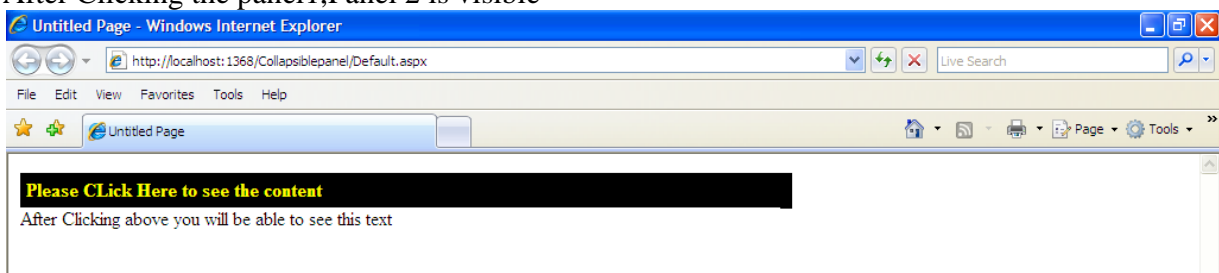 After Clicking the panel1,Panel 2 is visible
Untitled Page - Windows Internet Explorer
http://localhost:1368/Collapsiblepanel/Default.aspx
Live Search
File Edit View Favorites Tools Help
Untitled Page
Page Tools
Please CLick Here to see the content
After Clicking above you will be able to see this text